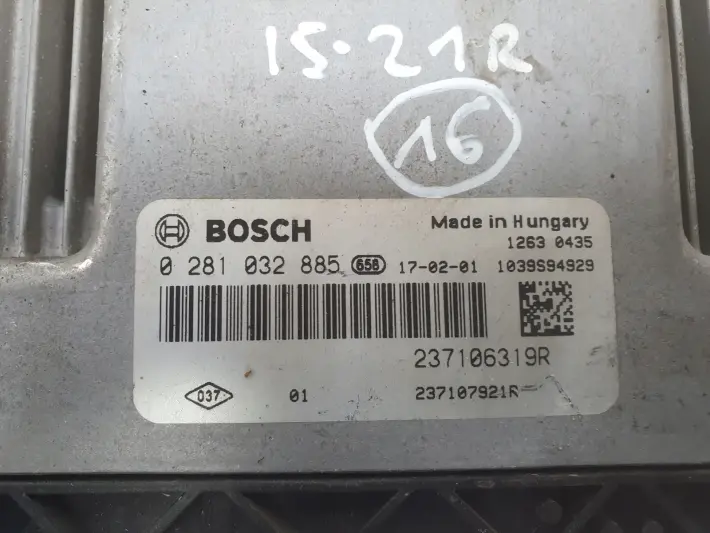 15-21R
16
BOSCH
Made in Hungary
1263 0435
0 281 032 885 656 17-02-01 1039S94929
237106319R
037 01 237107921R